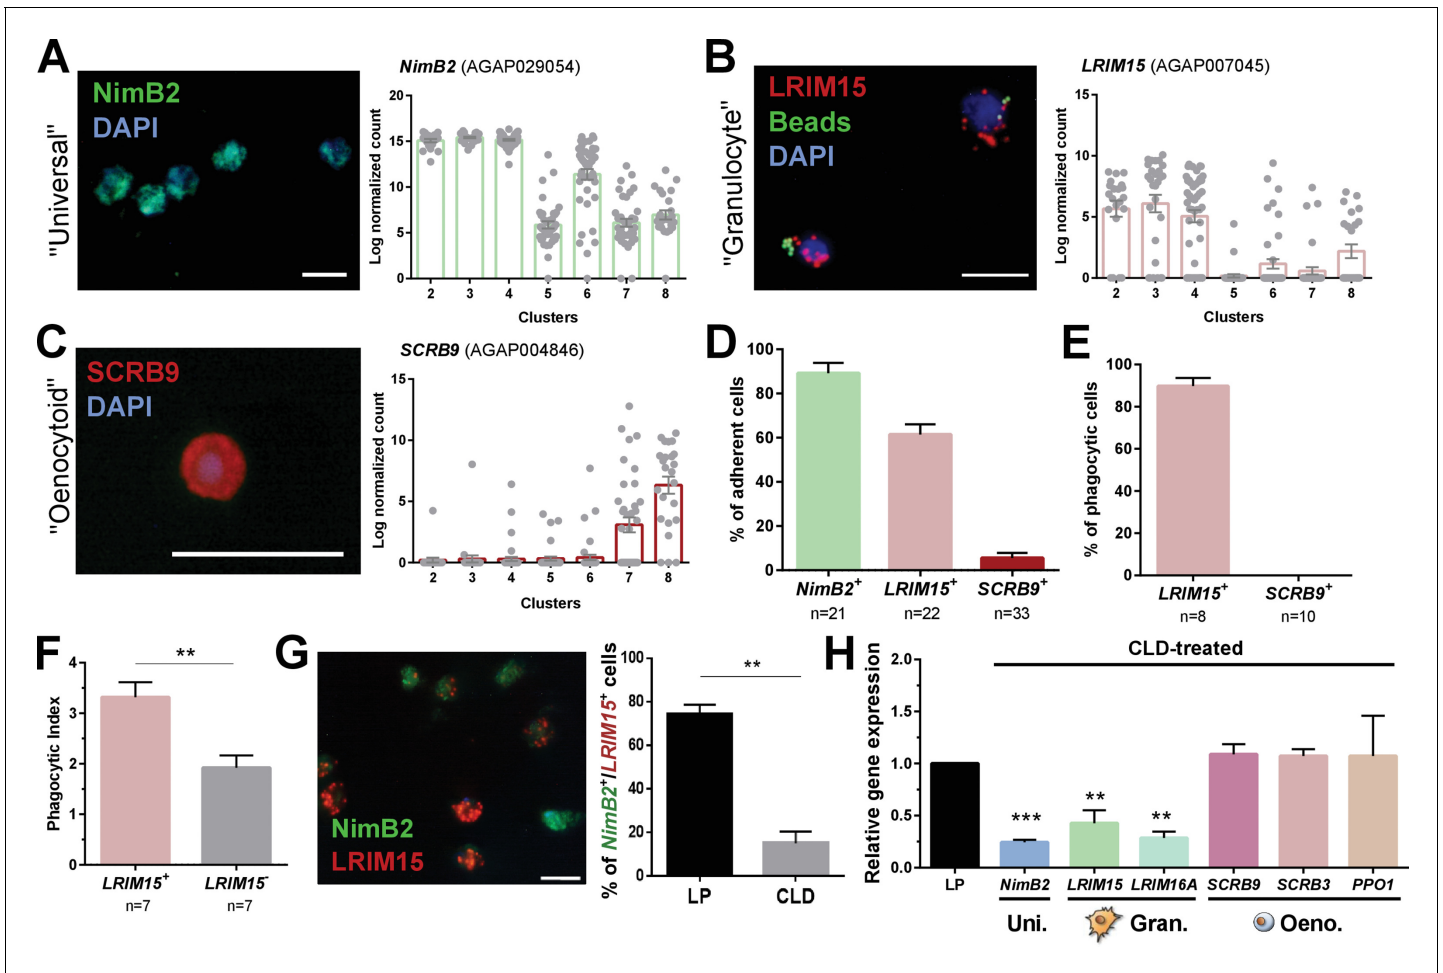 A
"Universal"
NimB2
DAPI
NimB2 (AGAP029054)
Log normalized count
20
15
10
5
0
2 3 4 5 6 7 8
Clusters
B
"Granulocyte"
LRIM15
Beads
DAPI
LRIM15 (AGAP007045)
Log normalized count
15
10
5
0
2 3 4 5 6 7 8
Clusters
C
"Oenocytoid"
SCRB9
DAPI
SCRB9 (AGAP004846)
Log normalized count
15
10
5
0
2 3 4 5 6 7 8
Clusters
D
% of adherent cells
100
80
60
40
20
0
NimB2+ LRIM15+ SCRB9+
n=21 n=22 n=33
E
% of phagocytic cells
100
80
60
40
20
0
LRIM15+ SCRB9+
n=8 n=10
F
Phagocytic Index
4
3
2
1
0
**
LRIM15+ LRIM15-
n=7 n=7
G
NimB2
LRIM15
% of NimB2+/LRIM15+ cells
100
80
60
40
20
0
**
LP CLD
H
CLD-treated
Relative gene expression
2.0
1.5
1.0
0.5
0.0
*** ** **
LP NimB2 LRIM15 LRIM16A SCRB9 SCRB3 PPO1
Uni. Gran. Oeno.